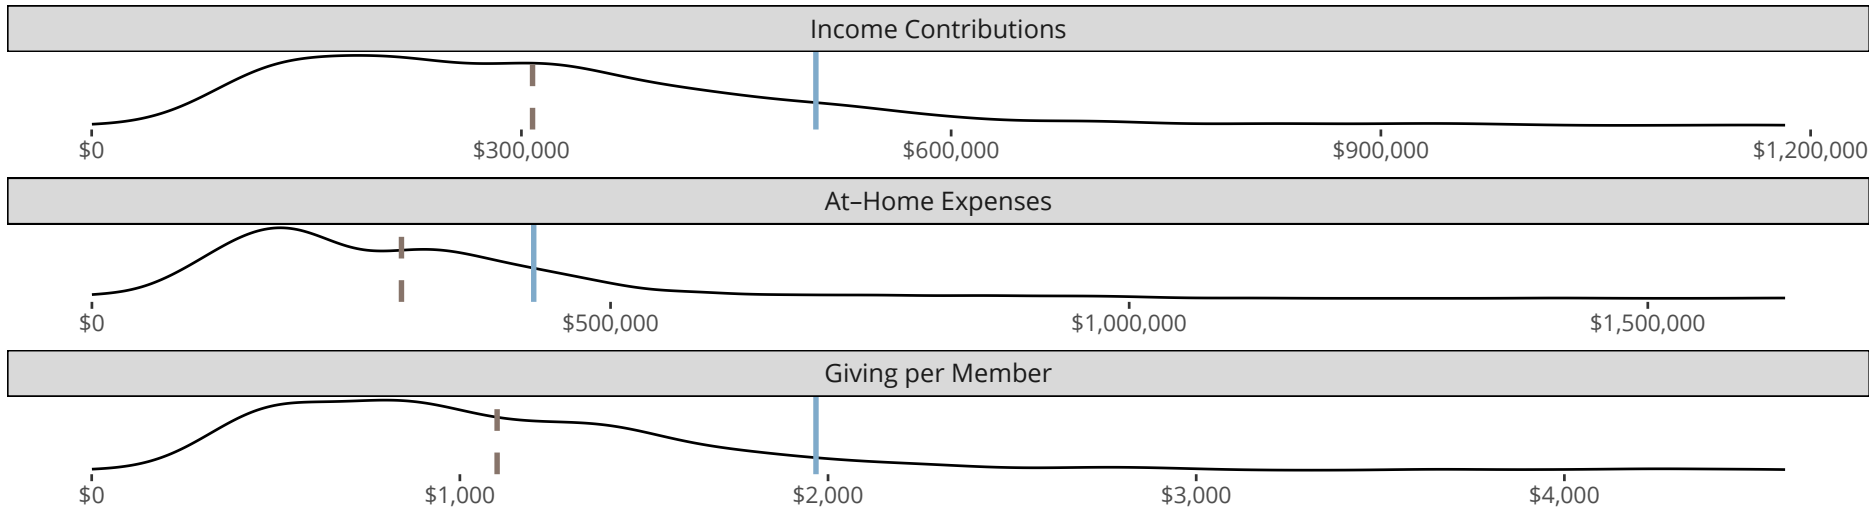 Income Contributions
$0 $300,000 $600,000 $900,000 $1,200,000
At–Home Expenses
$0 $500,000 $1,000,000 $1,500,000
Giving per Member
$0 $1,000 $2,000 $3,000 $4,000